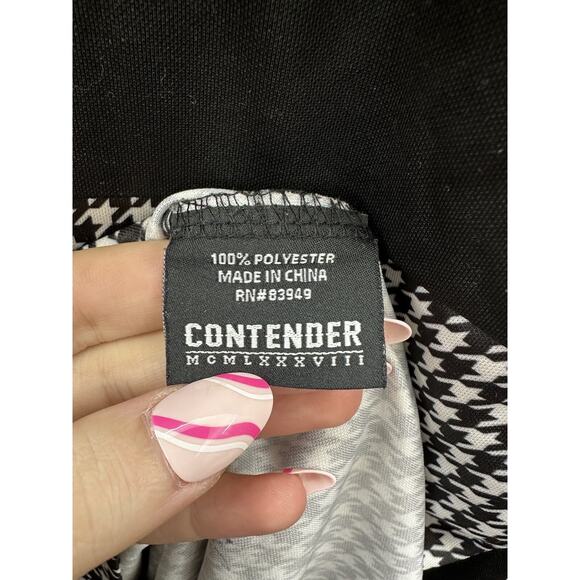 100% POLYESTER
MADE IN CHINA
RN#83949
CONTENDER
MCMLXXXVIII